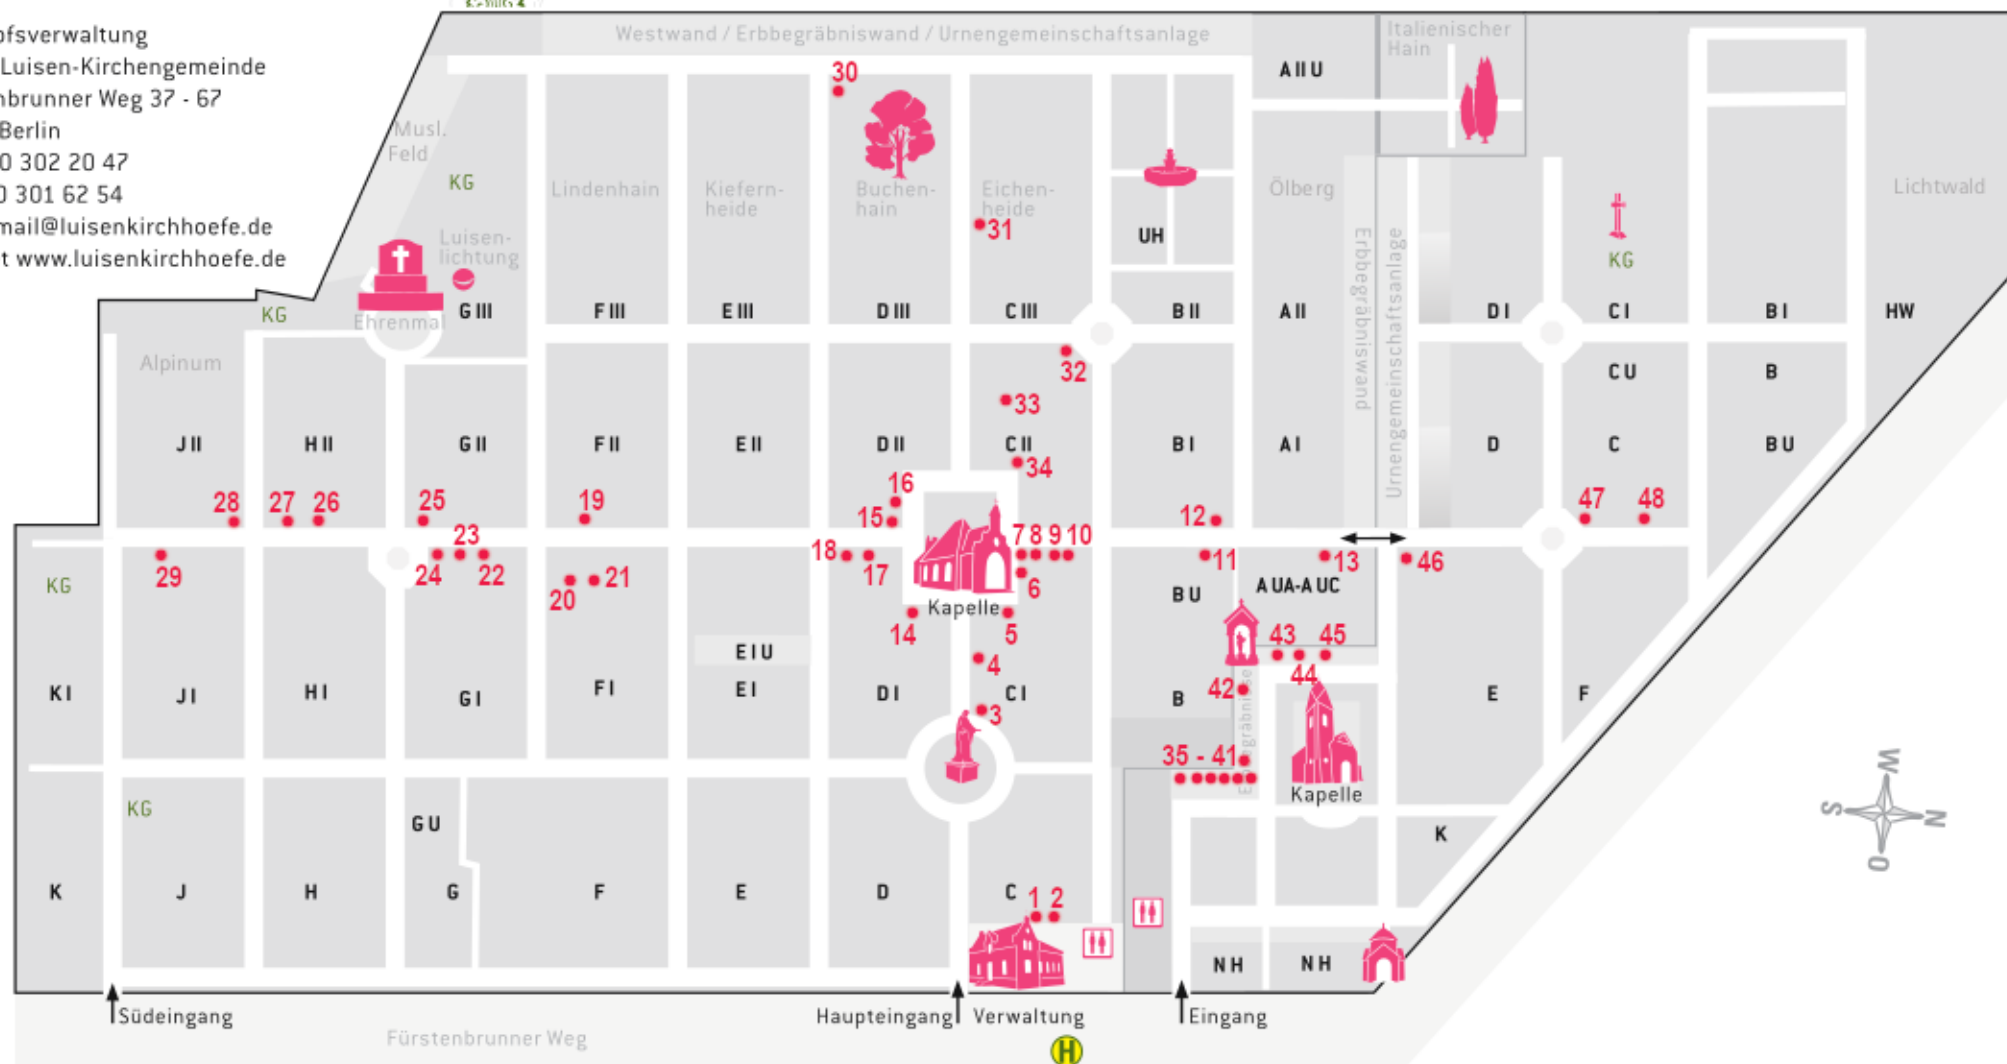 ofsverwaltung
Luisen-Kirchengemeinde
nbrunner Weg 37 - 67
Berlin
0 302 20 47
0 301 62 54
mail@luisenkirchhoefe.de
t www.luisenkirchhoefe.de
Westwand / Erbbegräbniswand / Urnengemeinschaftsanlage
Italienischer
Hain
A II U
30
Musl.
Feld
KG
Lindenhain
Kiefern-
heide
Buchen-
hain
Eichen-
heide
31
UH
Ölberg
Lichtwald
Erbbegräbniswand
Urnengemeinschaftsanlage
KG
Luisen-
lichtung
KG
Ehrenmal
G III
F III
E III
D III
C III
B II
A II
D I
C I
B I
HW
Alpinum
32
C U
B
33
J II
H II
G II
F II
E II
D II
C II
B I
A I
D
C
B U
34
28
27
26
25
19
16
15
12
47
48
23
7 8 9 10
18
17
29
24
22
20
21
6
11
13
46
KG
B U
A UA-A UC
Kapelle
14
5
43
45
E I U
4
44
K I
J I
H I
G I
F I
E I
D I
C I
3
B
42
E
F
35 - 41
Kapelle
KG
G U
K
W
S
N
O
K
J
H
G
F
E
D
C
1 2
N H
N H
Südeingang
Haupteingang
Verwaltung
Eingang
Fürstenbrunner Weg
H